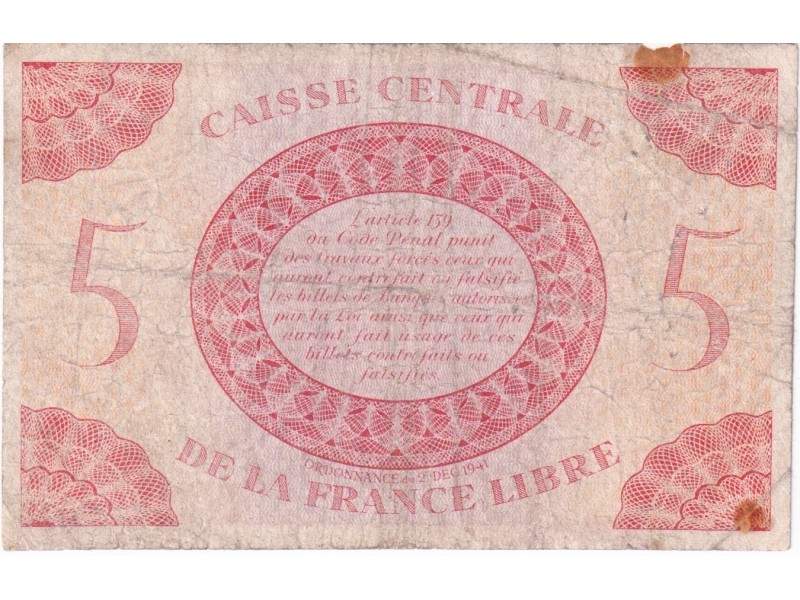 CAISSE CENTRALE
5
L'article 139
du Code Pénal punit
des travaux forcés ceux qui
auront contrefait ou falsifié
les billets de Banque autorisés
par la Loi ainsi que ceux qui
auront fait usage de ces
billets contrefaits ou
falsifiés.
5
ORDONNANCE du 2 DEC 1941
DE LA FRANCE LIBRE